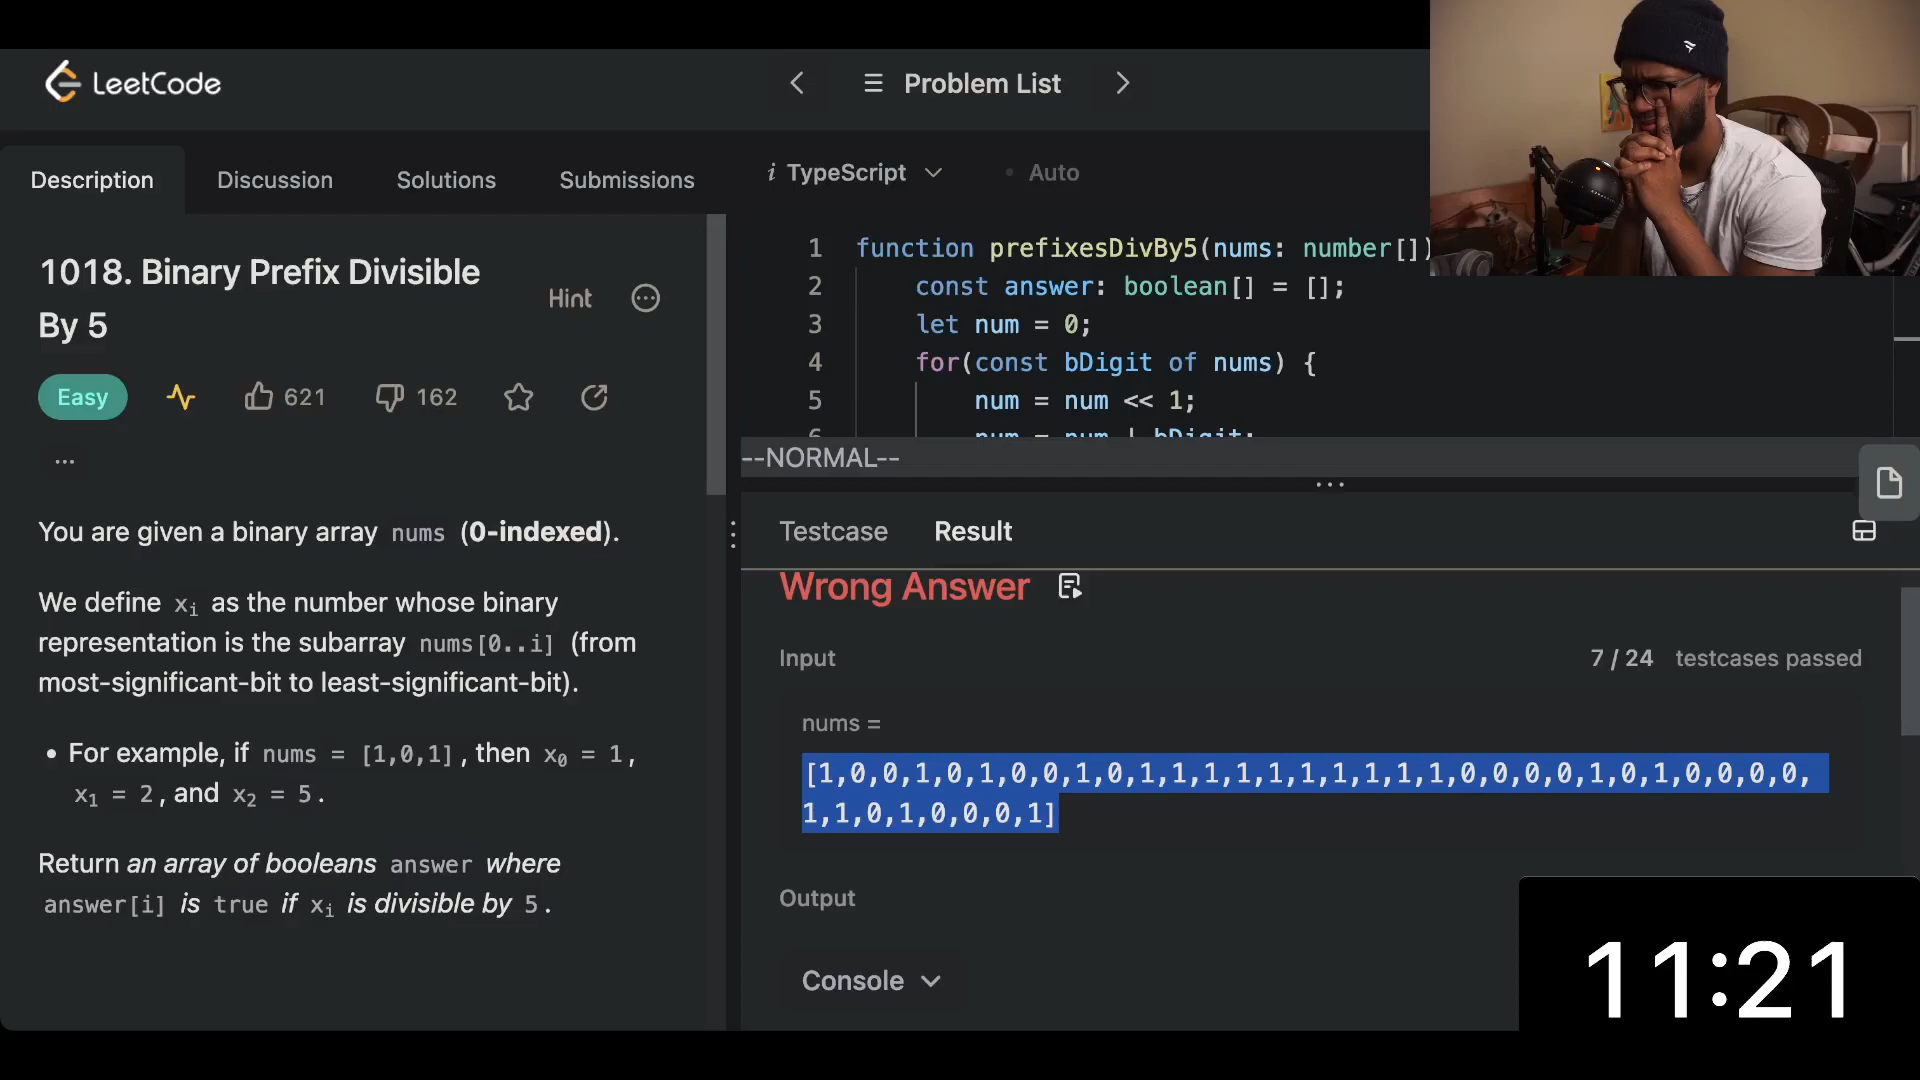 LeetCode
Problem List
Description
Discussion
Solutions
Submissions
i TypeScript
• Auto
1018. Binary Prefix Divisible
By 5
Hint
Easy
621
162
...
You are given a binary array nums (0-indexed).
We define xi as the number whose binary
representation is the subarray nums[0..i] (from
most-significant-bit to least-significant-bit).
• For example, if nums = [1,0,1], then x0 = 1,
x1 = 2, and x2 = 5.
Return an array of booleans answer where
answer[i] is true if xi is divisible by 5.
1 function prefixesDivBy5(nums: number[])
2 const answer: boolean[] = [];
3 let num = 0;
4 for(const bDigit of nums) {
5 num = num << 1;
6 num = num | bDigit;
--NORMAL--
...
Testcase
Result
Wrong Answer
Input
7 / 24 testcases passed
nums =
[1,0,0,1,0,1,0,0,1,0,1,1,1,1,1,1,1,1,1,1,0,0,0,0,1,0,1,0,0,0,0,
1,1,0,1,0,0,0,1]
Output
Console
11:21